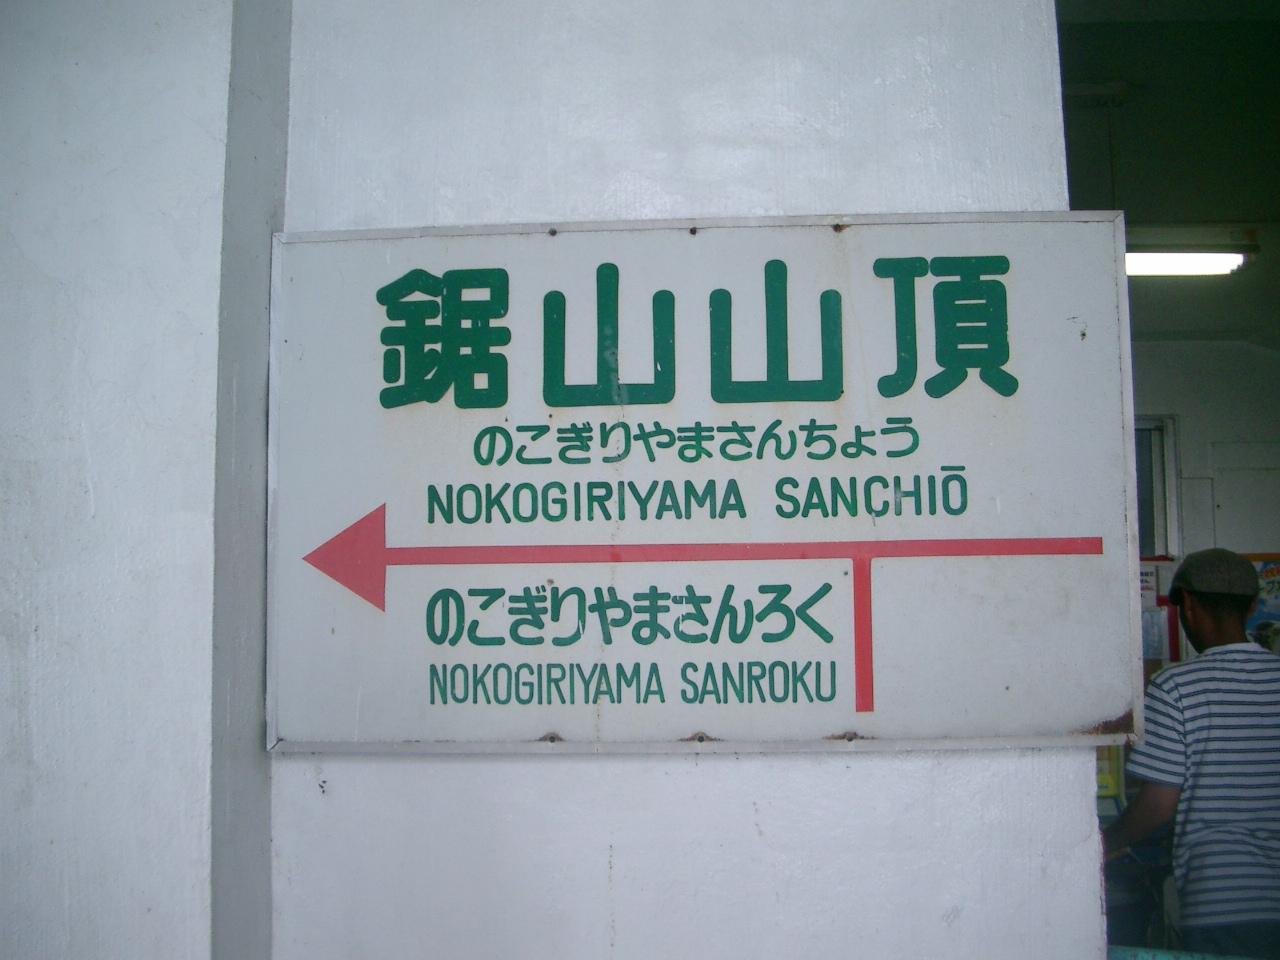 鋸山山頂
のこぎりやまさんちょう
NOKOGIRIYAMA SANCHIŌ
のこぎりやまさんろく
NOKOGIRIYAMA SANROKU